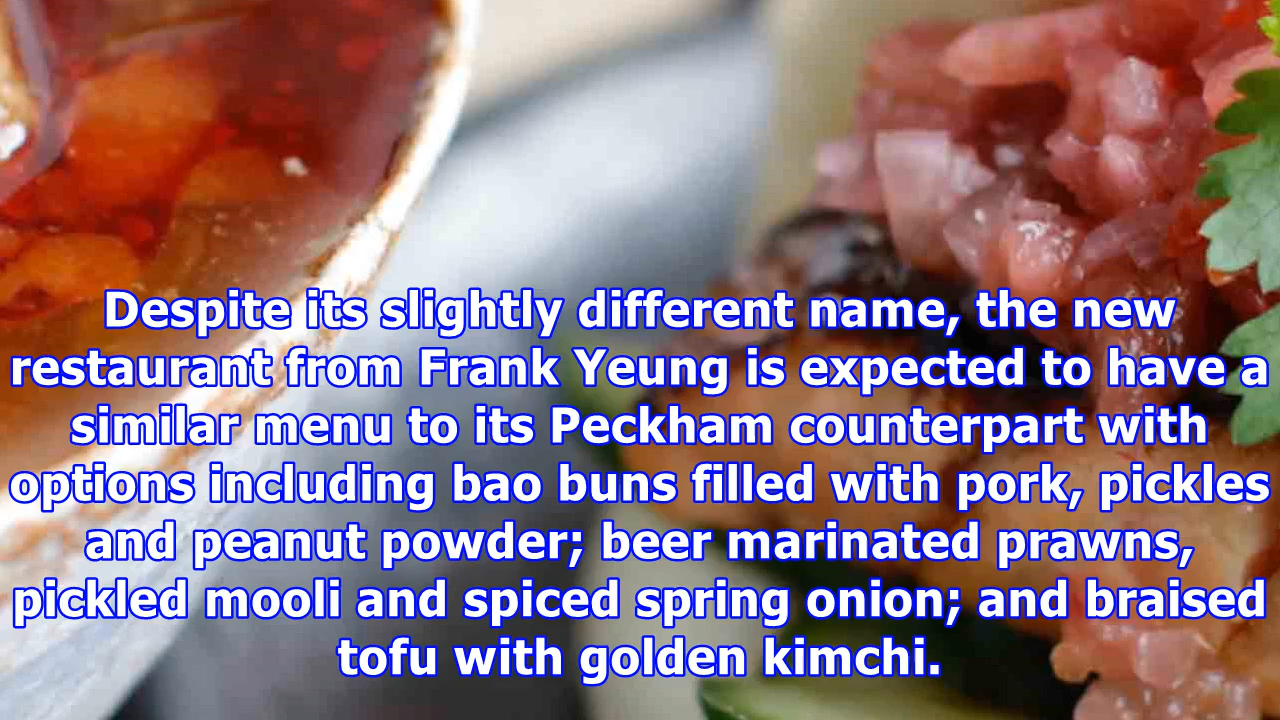 Despite its slightly different name, the new
restaurant from Frank Yeung is expected to have a
similar menu to its Peckham counterpart with
options including bao buns filled with pork, pickles
and peanut powder; beer marinated prawns,
pickled mooli and spiced spring onion; and braised
tofu with golden kimchi.